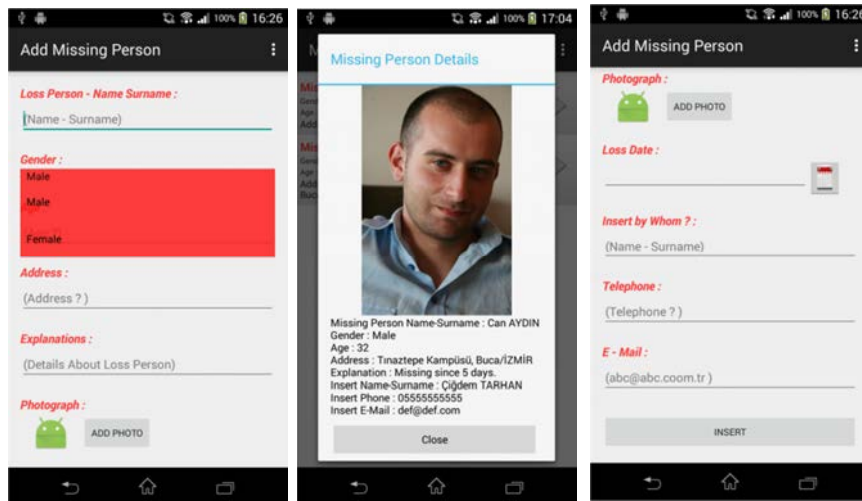 100% 16:26
Add Missing Person
Loss Person - Name Surname :
(Name - Surname)
Gender :
Male
Male
Female
Address :
(Address ? )
Explanations :
(Details About Loss Person)
Photograph :
ADD PHOTO
100% 17:04
Missing Person Details
Missing Person Name-Surname : Can AYDIN
Gender : Male
Age : 32
Address : Tınaztepe Kampüsü, Buca/İZMİR
Explanation : Missing since 5 days.
Insert Name-Surname : Çiğdem TARHAN
Insert Phone : 05555555555
Insert E-Mail : def@def.com
Close
100% 16:26
Add Missing Person
Photograph :
ADD PHOTO
Loss Date :
Insert by Whom ? :
(Name - Surname)
Telephone :
(Telephone ? )
E - Mail :
(abc@abc.coom.tr )
INSERT